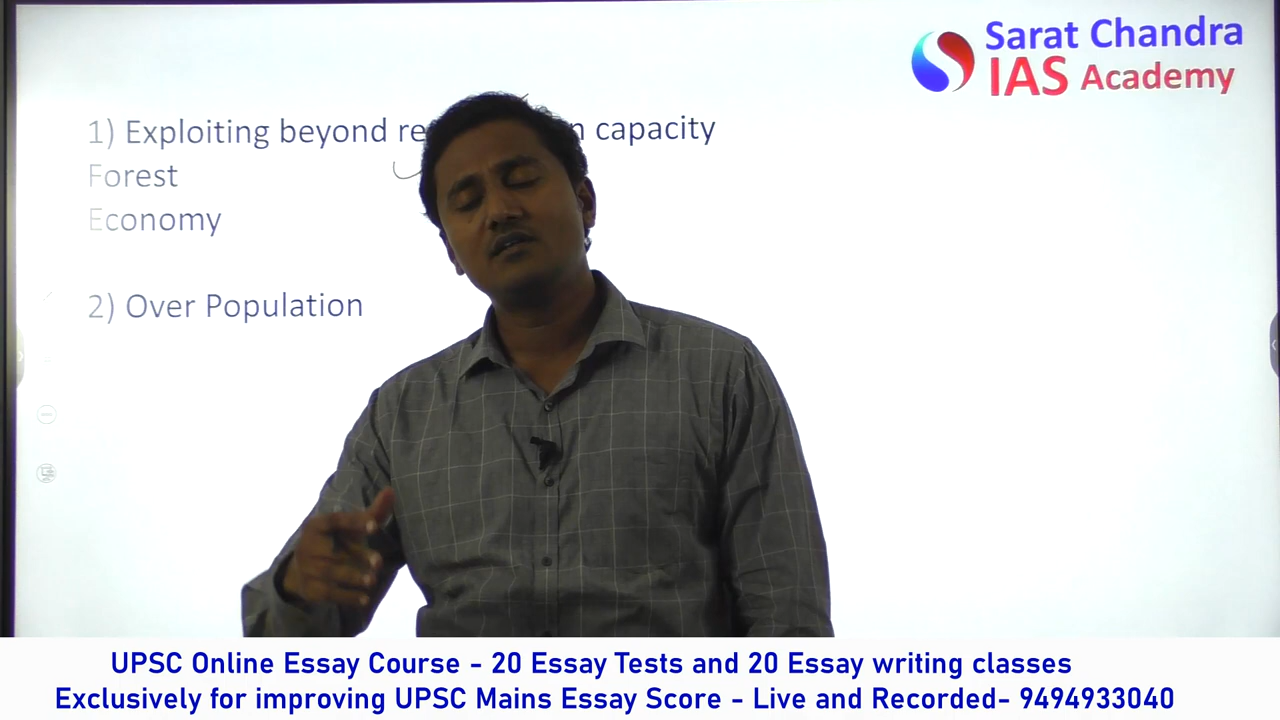 Sarat Chandra
IAS Academy
1) Exploiting beyond capacity
Forest
Economy
2) Over Population
UPSC Online Essay Course - 20 Essay Tests and 20 Essay writing classes
Exclusively for improving UPSC Mains Essay Score - Live and Recorded- 9494933040